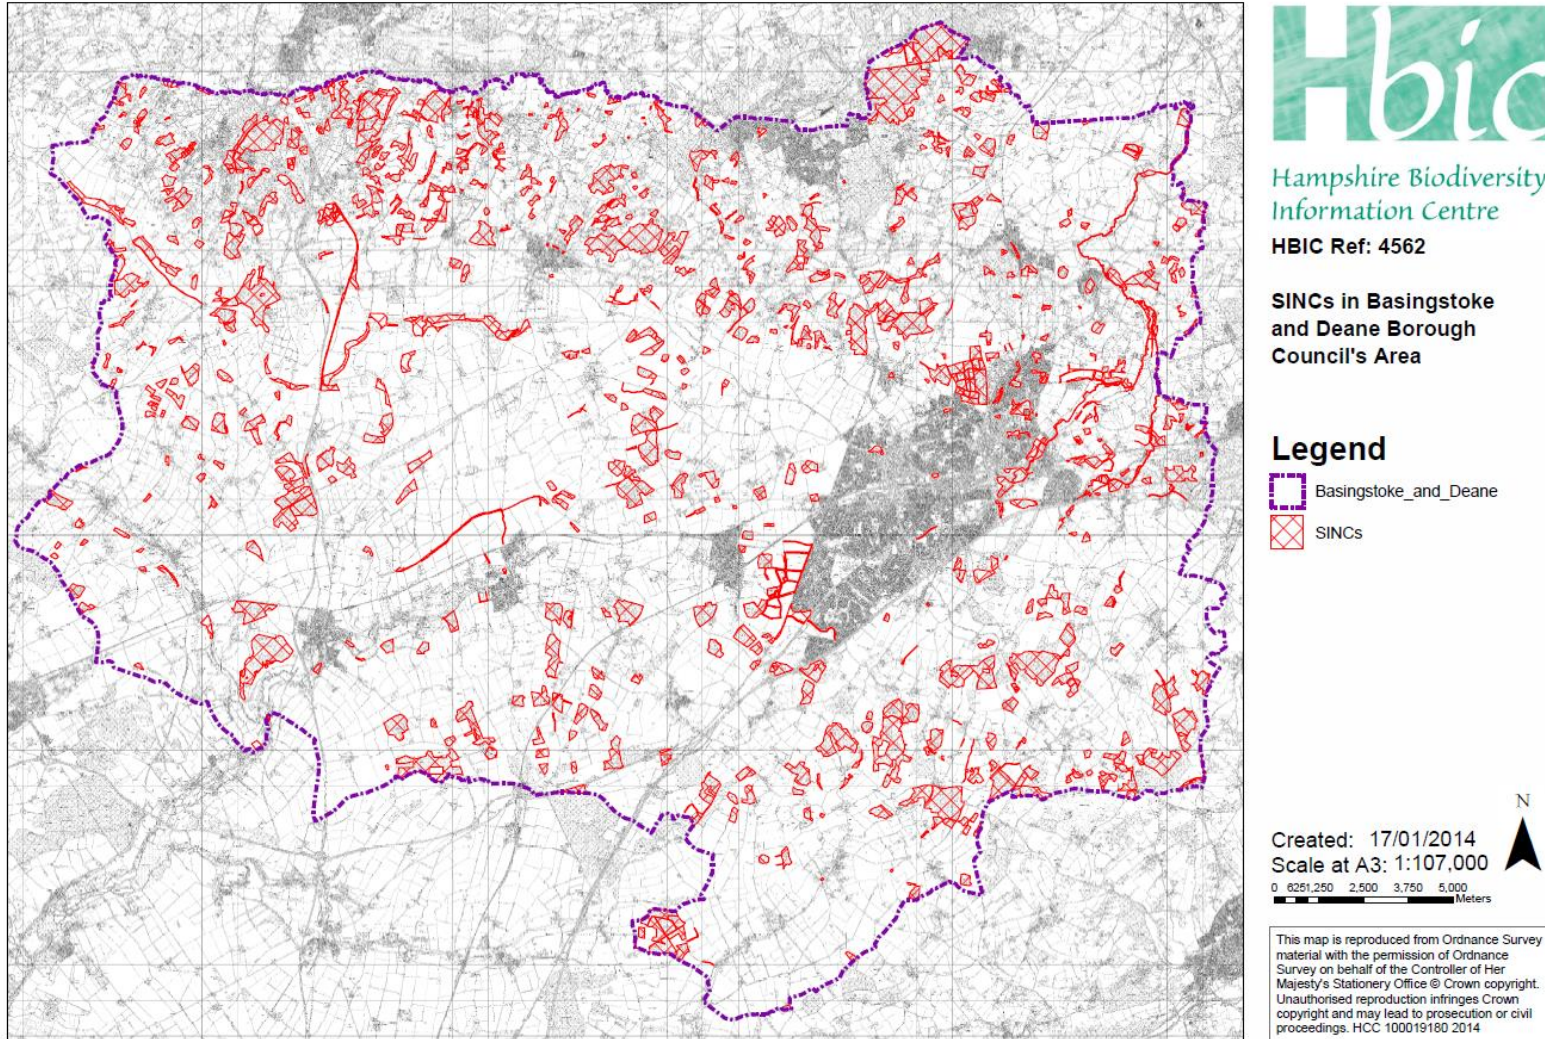 Hbic
Hampshire Biodiversity
Information Centre
HBIC Ref: 4562
SINCs in Basingstoke
and Deane Borough
Council's Area
Legend
Basingstoke_and_Deane
SINCs
N
Created: 17/01/2014
Scale at A3: 1:107,000
0 6251,250 2,500 3,750 5,000
Meters
This map is reproduced from Ordnance Survey
material with the permission of Ordnance
Survey on behalf of the Controller of Her
Majesty's Stationery Office © Crown copyright.
Unauthorised reproduction infringes Crown
copyright and may lead to prosecution or civil
proceedings. HCC 100019180 2014